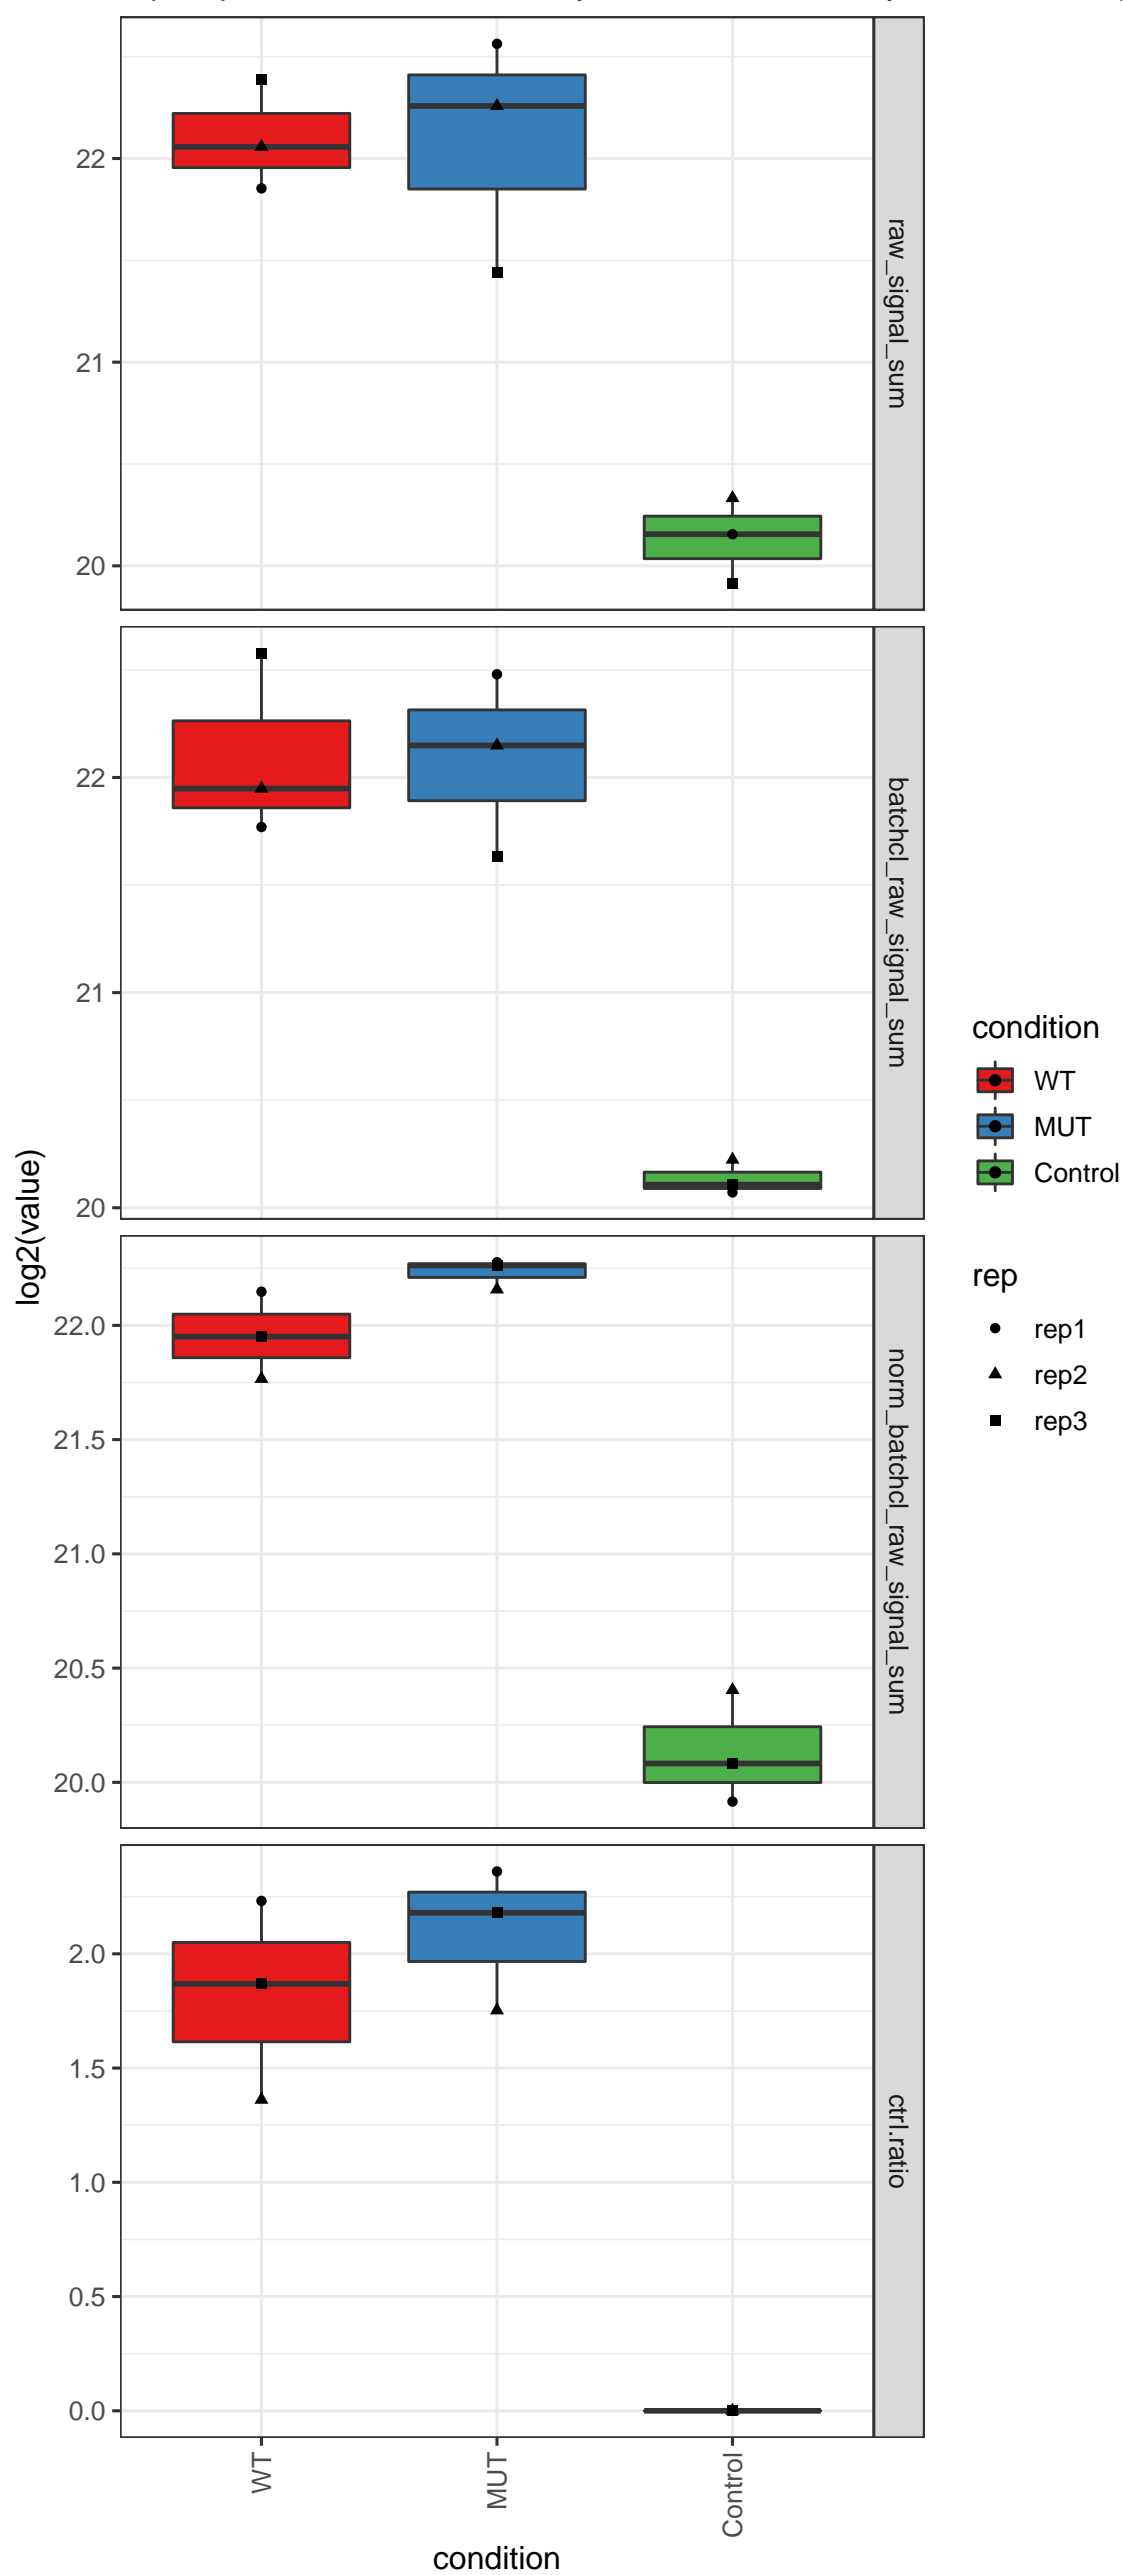 22
21
20
raw_signal_sum
22
21
20
batchcl_raw_signal_sum
22.0
21.5
21.0
20.5
20.0
norm_batchcl_raw_signal_sum
2.0
1.5
1.0
0.5
0.0
ctrl.ratio
log2(value)
WT
MUT
Control
condition
condition
WT
MUT
Control
rep
rep1
rep2
rep3